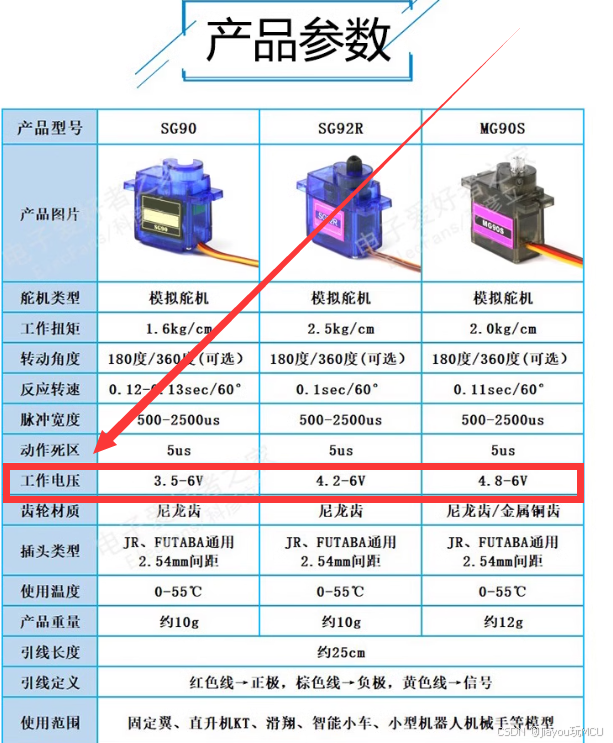 产品参数
产品型号 SG90 SG92R MG90S
产品图片
SG90
MG90S
舵机类型 模拟舵机 模拟舵机 模拟舵机
工作扭矩 1.6kg/cm 2.5kg/cm 2.0kg/cm
转动角度 180度/360度(可选) 180度/360度(可选) 180度/360度(可选)
反应转速 0.12-0.13sec/60° 0.1sec/60° 0.11sec/60°
脉冲宽度 500-2500us 500-2500us 500-2500us
动作死区 5us 5us 5us
工作电压 3.5-6V 4.2-6V 4.8-6V
齿轮材质 尼龙齿 尼龙齿 尼龙齿/金属铜齿
插头类型 JR、FUTABA通用 JR、FUTABA通用 JR、FUTABA通用
2.54mm间距 2.54mm间距 2.54mm间距
使用温度 0-55℃ 0-55℃ 0-55℃
产品重量 约10g 约10g 约12g
引线长度 约25cm
引线定义 红色线→正极，棕色线→负极，黄色线→信号
使用范围 固定翼、直升机KT、滑翔、智能小车、小型机器人机械手等模型
CSDN @jiayou玩MCU